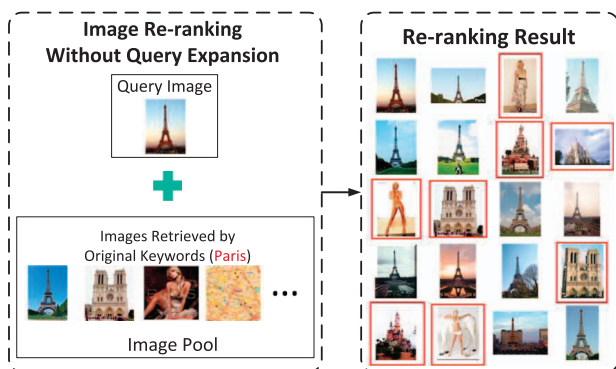 Image Re-ranking
Without Query Expansion
Query Image
Images Retrieved by
Original Keywords (Paris)
...
Image Pool
Re-ranking Result
Paris